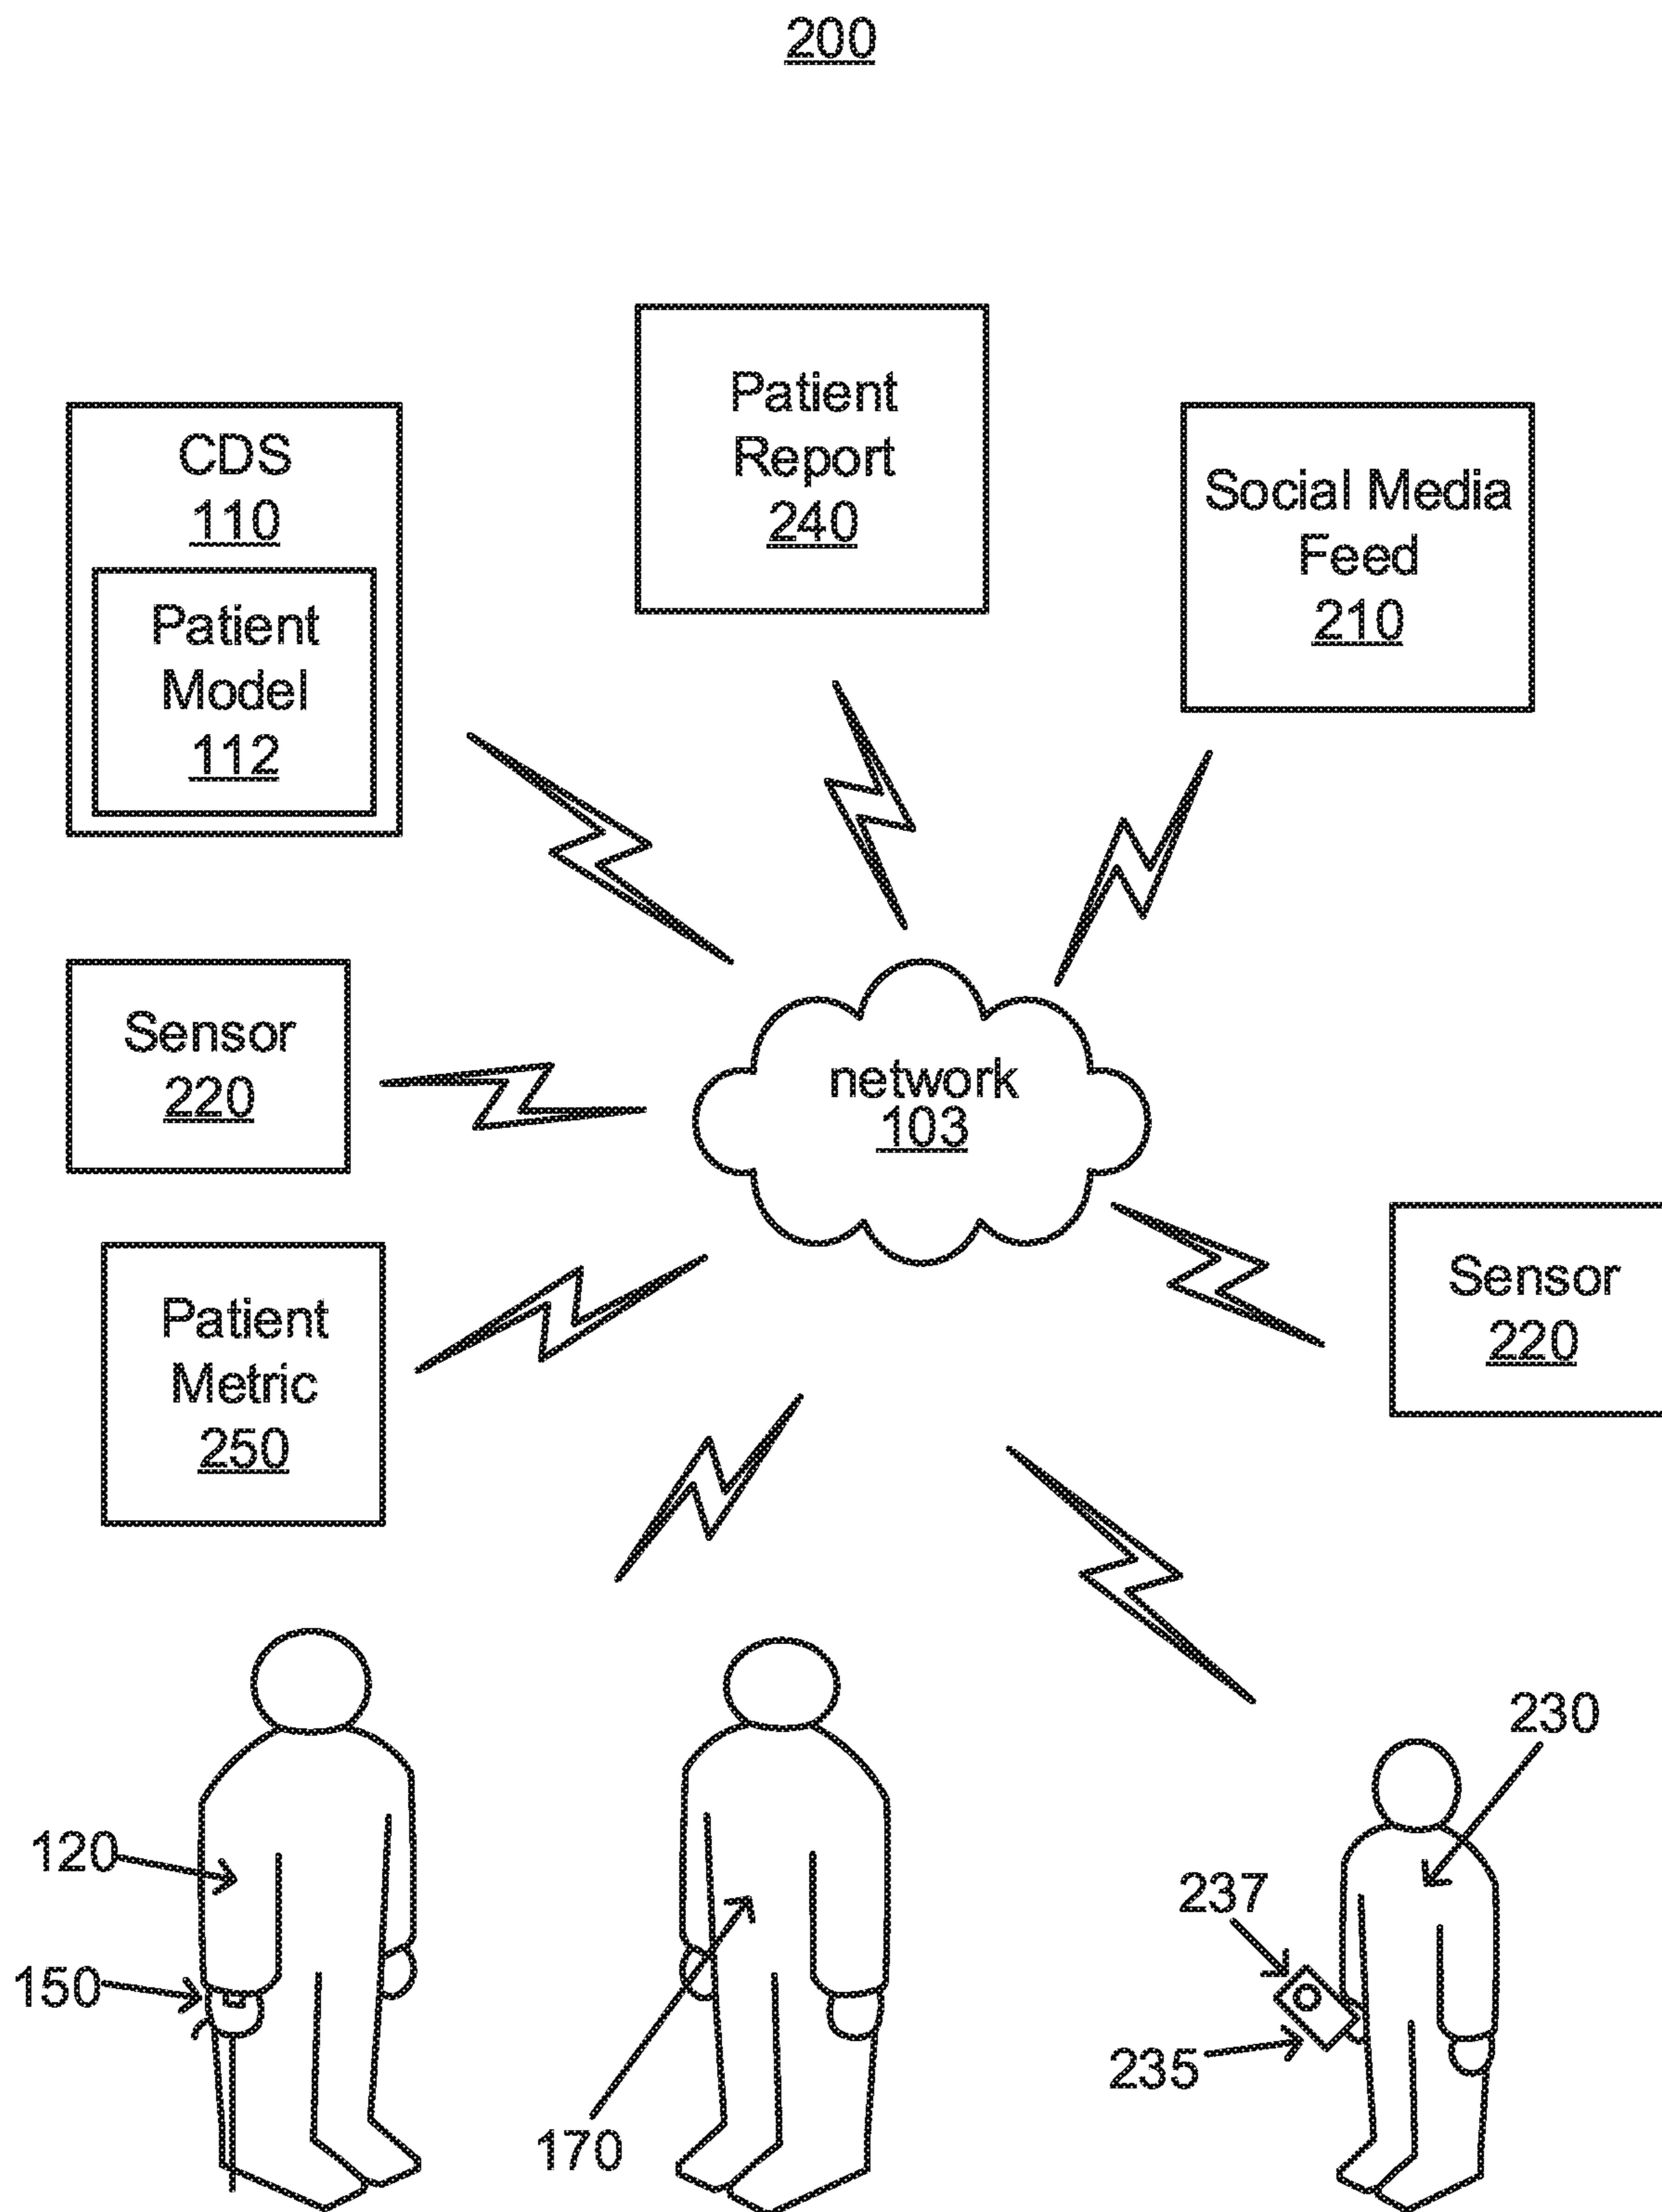 200
Patient
Report
240
CDS
110
Patient
Model
112
Social Media
Feed
210
Sensor
220
network
103
Patient
Metric
250
Sensor
220
230
120
237
150
235
170